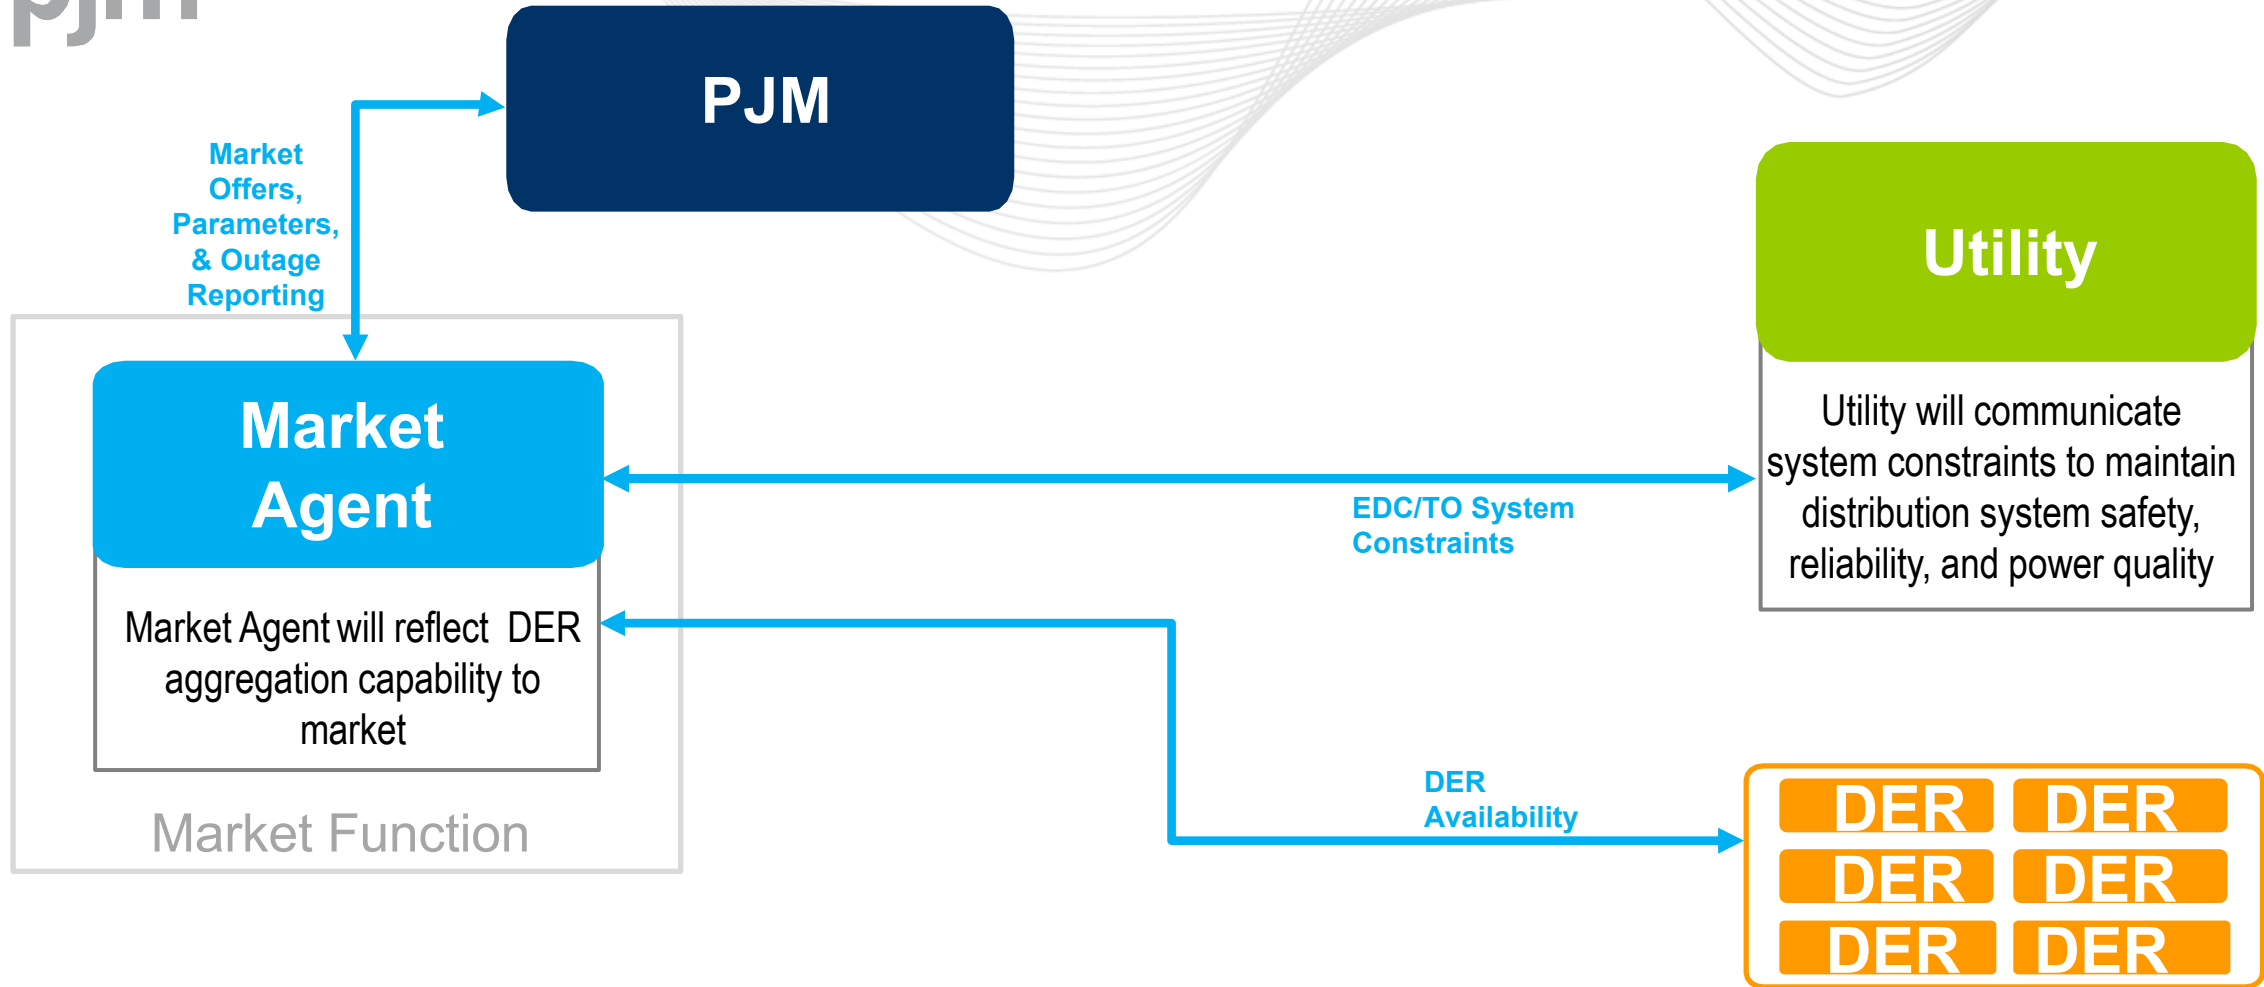 pjm
PJM
Market
Offers,
Parameters,
& Outage
Reporting
Utility
Market
Agent
Utility will communicate
system constraints to maintain
distribution system safety,
reliability, and power quality
EDC/TO System
Constraints
Market Agent will reflect DER
aggregation capability to
market
DER
Availability
Market Function
DER DER
DER DER
DER DER